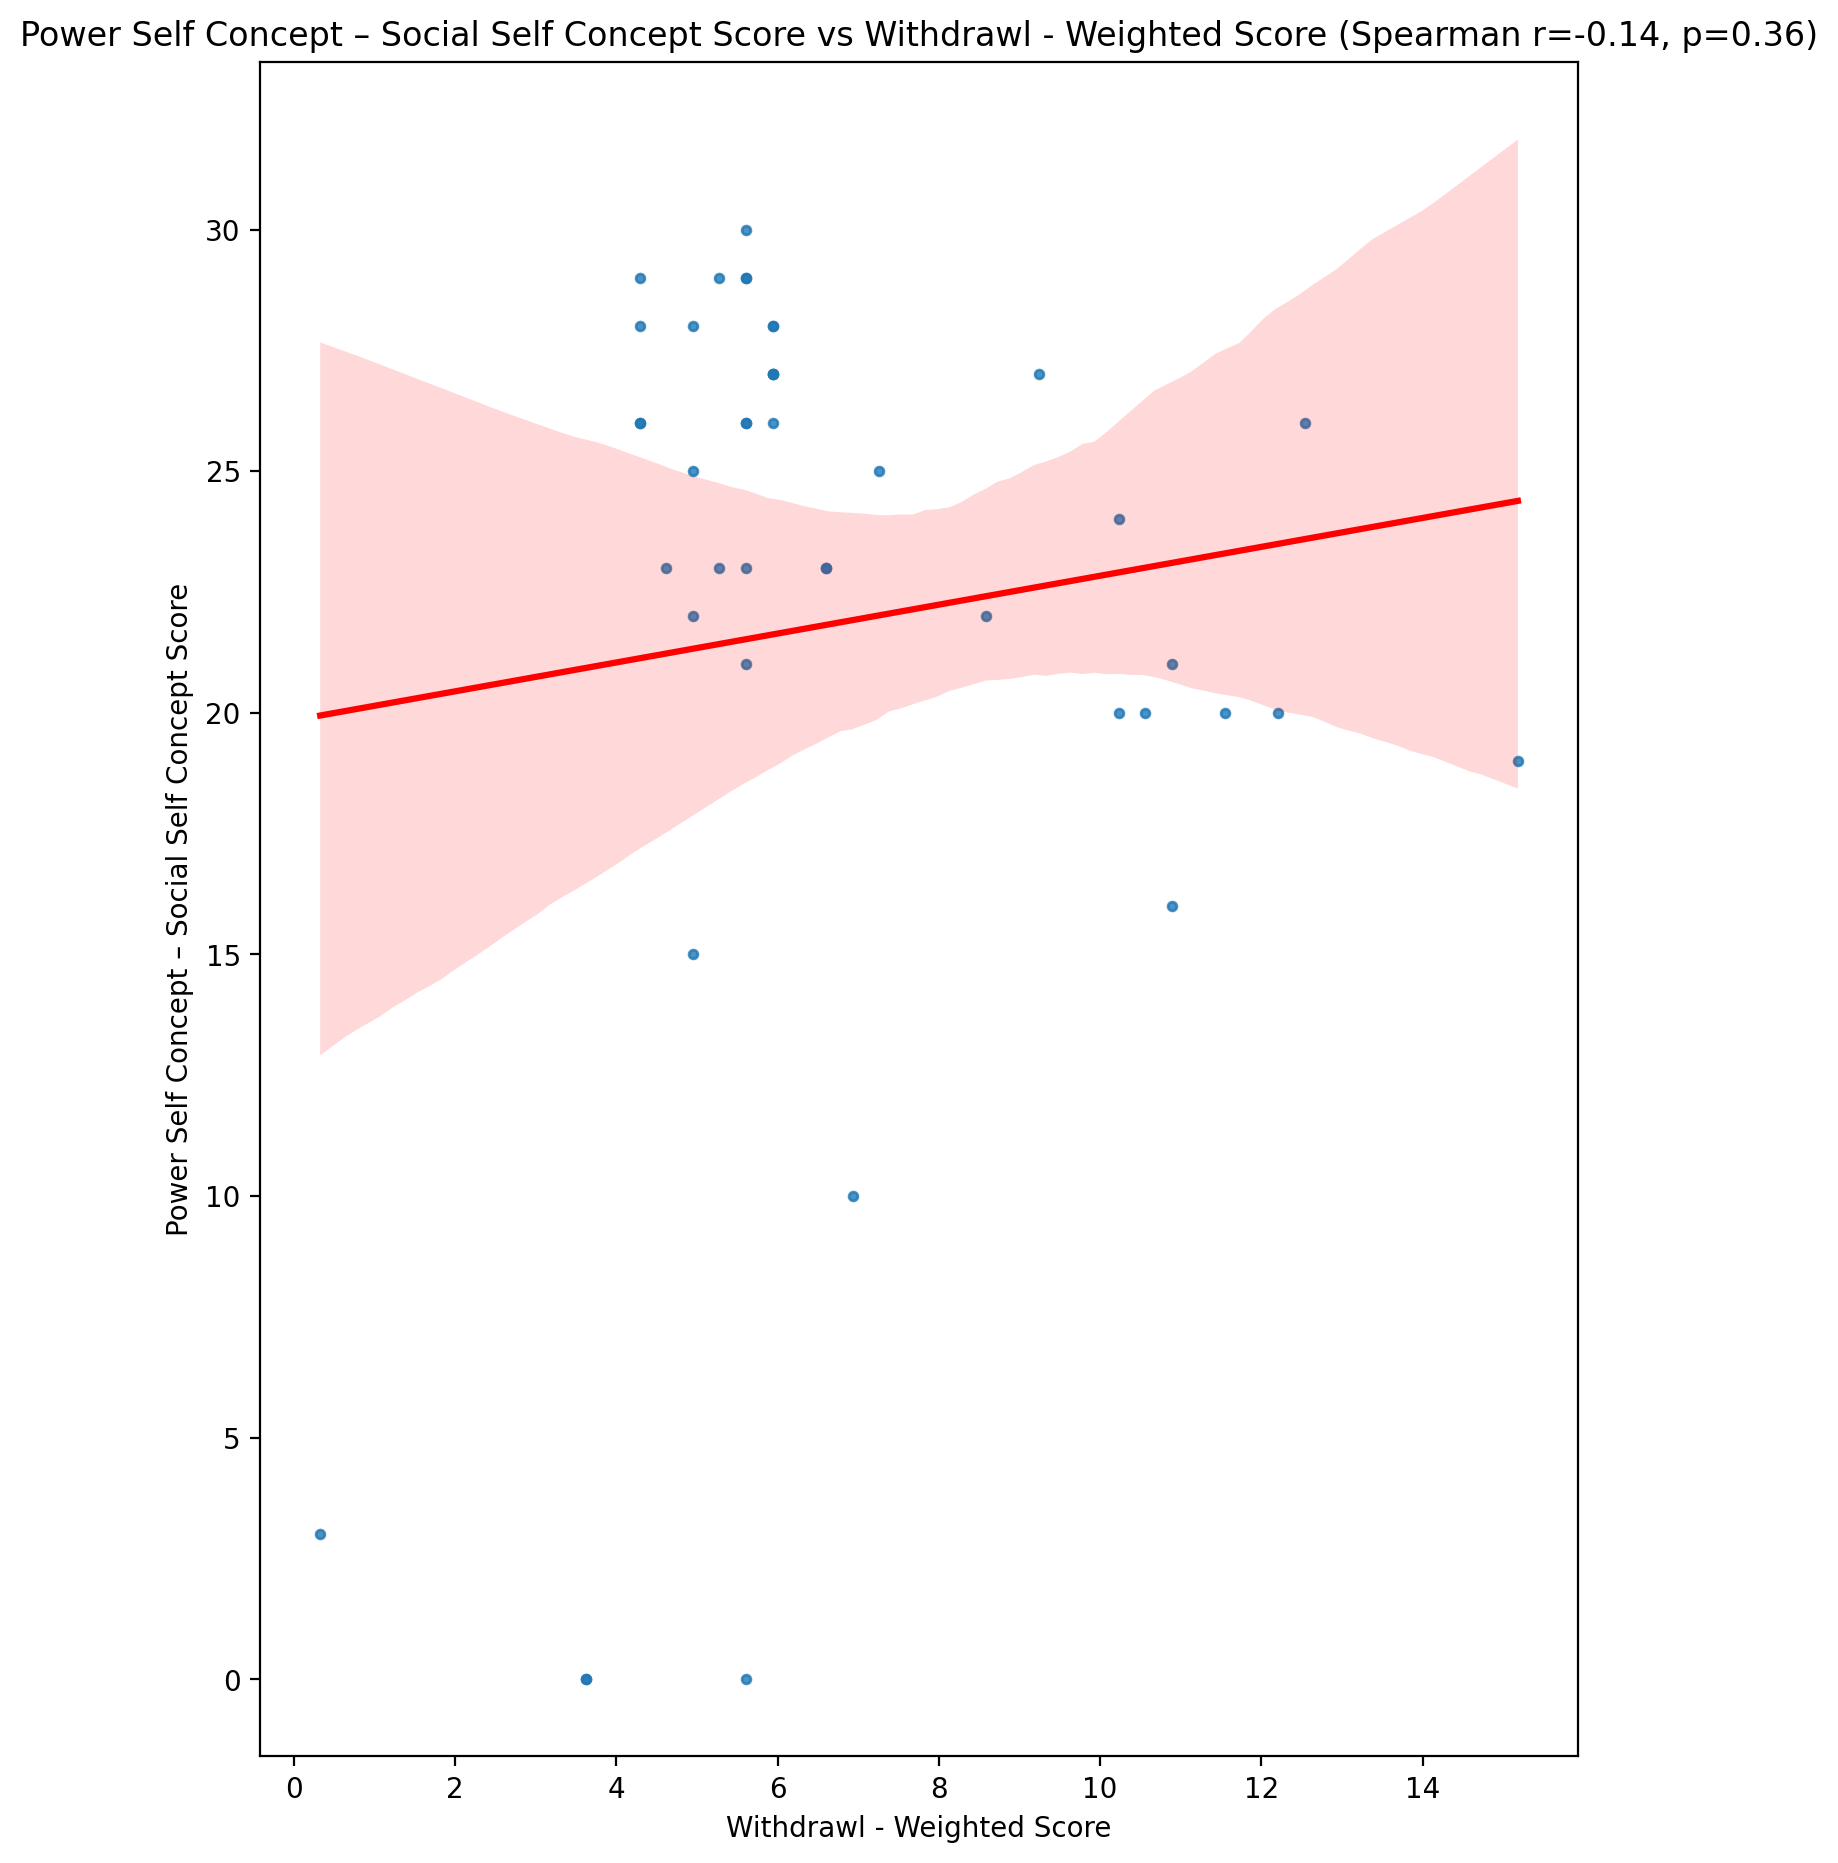 Power Self Concept – Social Self Concept Score vs Withdrawl - Weighted Score (Spearman r=-0.14, p=0.36)
Power Self Concept – Social Self Concept Score
30
25
20
15
10
5
0
0 2 4 6 8 10 12 14
Withdrawl - Weighted Score